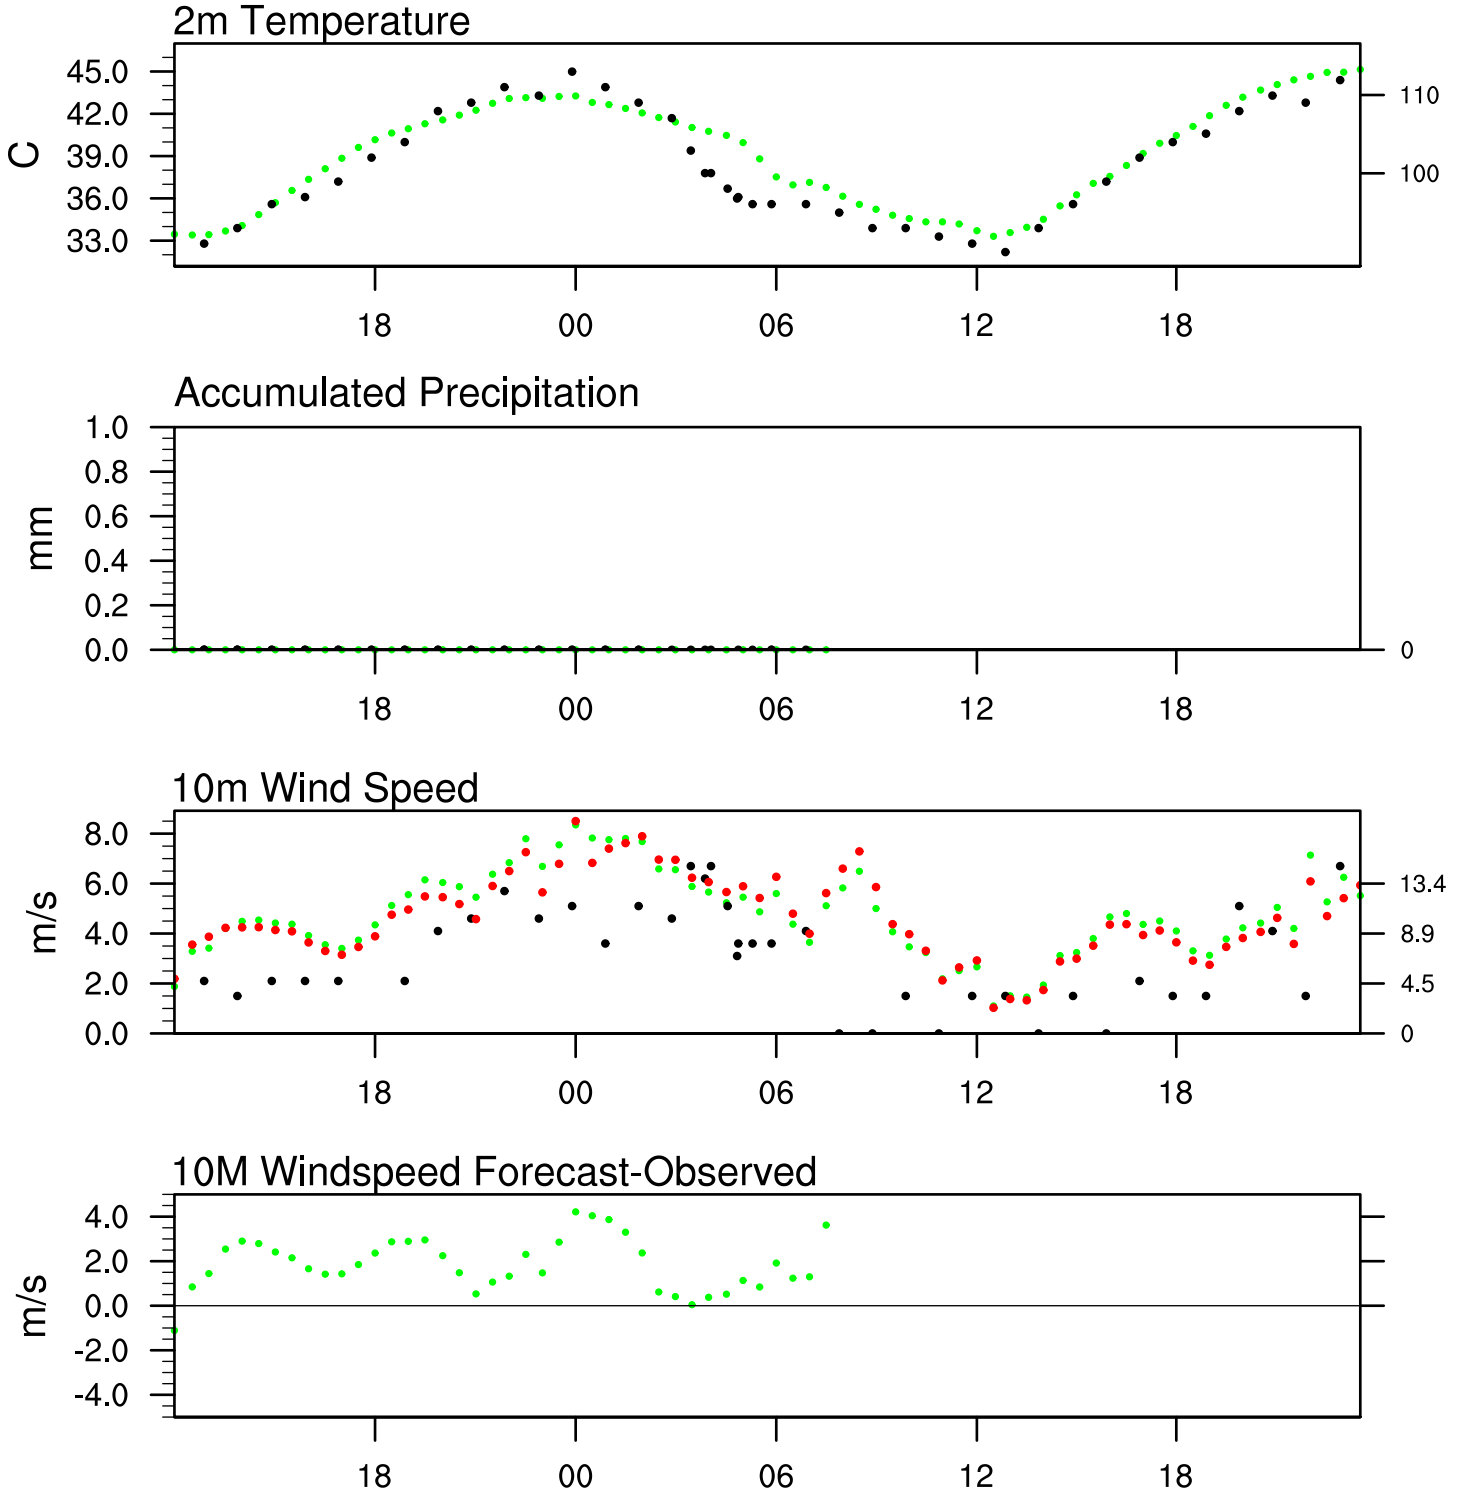 2m Temperature
45.0
42.0
39.0
36.0
33.0
C
110
100
18 00 06 12 18
Accumulated Precipitation
1.0
0.8
0.6
0.4
0.2
0.0
mm
0
18 00 06 12 18
10m Wind Speed
8.0
6.0
4.0
2.0
0.0
m/s
13.4
8.9
4.5
0
18 00 06 12 18
10M Windspeed Forecast-Observed
4.0
2.0
0.0
-2.0
-4.0
m/s
18 00 06 12 18